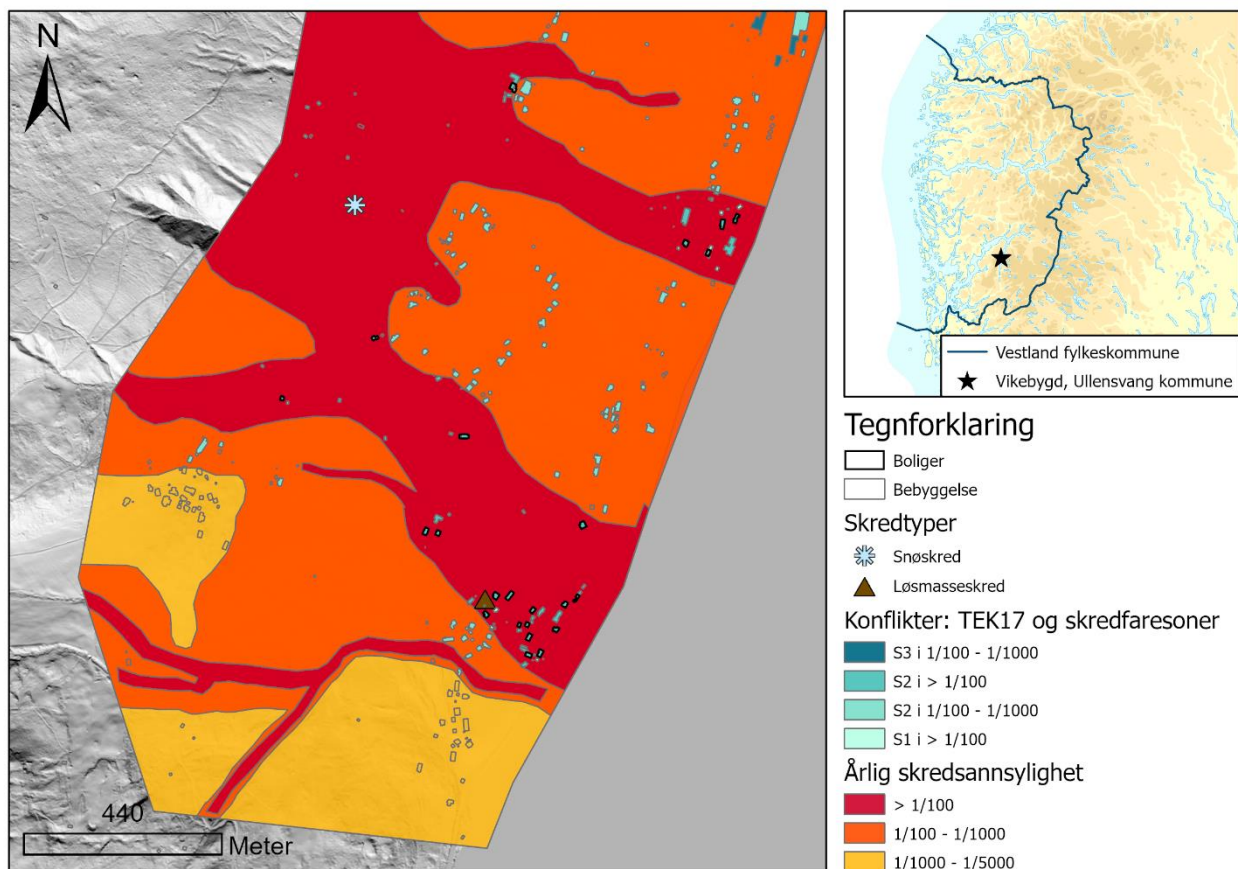 N
440
Meter
Vestland fylkeskommune
Vikebygd, Ullensvang kommune
Tegnforklaring
Boliger
Bebyggelse
Skredtyper
Snøskred
Løsmasseskred
Konflikter: TEK17 og skredfaresoner
S3 i 1/100 - 1/1000
S2 i > 1/100
S2 i 1/100 - 1/1000
S1 i > 1/100
Årlig skredsannsylighet
> 1/100
1/100 - 1/1000
1/1000 - 1/5000